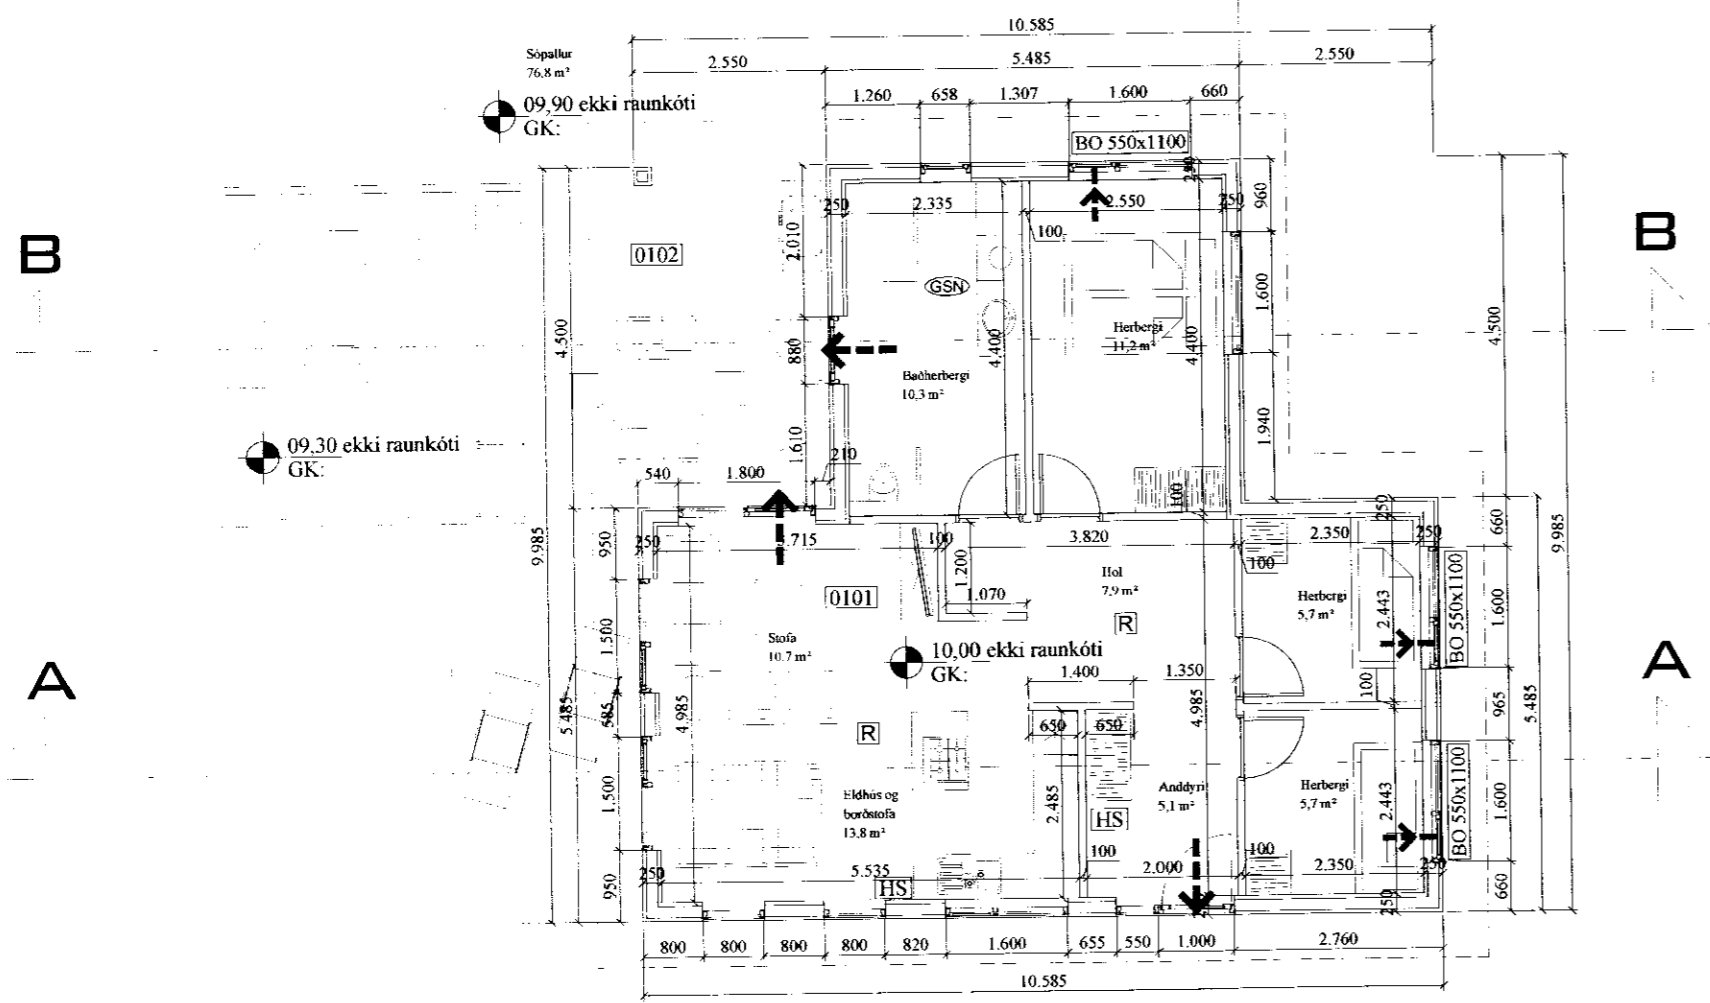 10.585
2.550
5.485
2.550
Sópallur
76,8 m²
09,90 ekki raunkóti
GK:
1.260
658
1.307
1.600
660
BO 550x1100
B
B
0102
250
2.335
2.550
250
960
100
2.010
GSN
1.600
4.500
4.500
880
4.400
Herbergi
11,2 m²
4.400
Baðherbergi
10,3 m²
1.940
1.610
09,30 ekki raunkóti
GK:
210
540
1.800
100
250
9.985
950
250
100
3.820
2.350
250
660
9.985
1.200
100
Hol
7,9 m²
1.070
0101
R
Herbergi
5,7 m²
2.443
BO 550x1100
1.600
1.500
Stofa
10.7 m²
10,00 ekki raunkóti
GK:
A
A
1.400
1.350
100
5.485
585
4.985
4.985
650
650
965
5.485
R
1.500
Eldhús og
borðstofa
13,8 m²
2.485
Anddyri
5,1 m²
HS
Herbergi
5,7 m²
2.443
BO 550x1100
1.600
100
100
950
250
5.535
HS
2.000
2.350
250
660
250
800
800
800
800
820
1.600
655
550
1.000
2.760
10.585